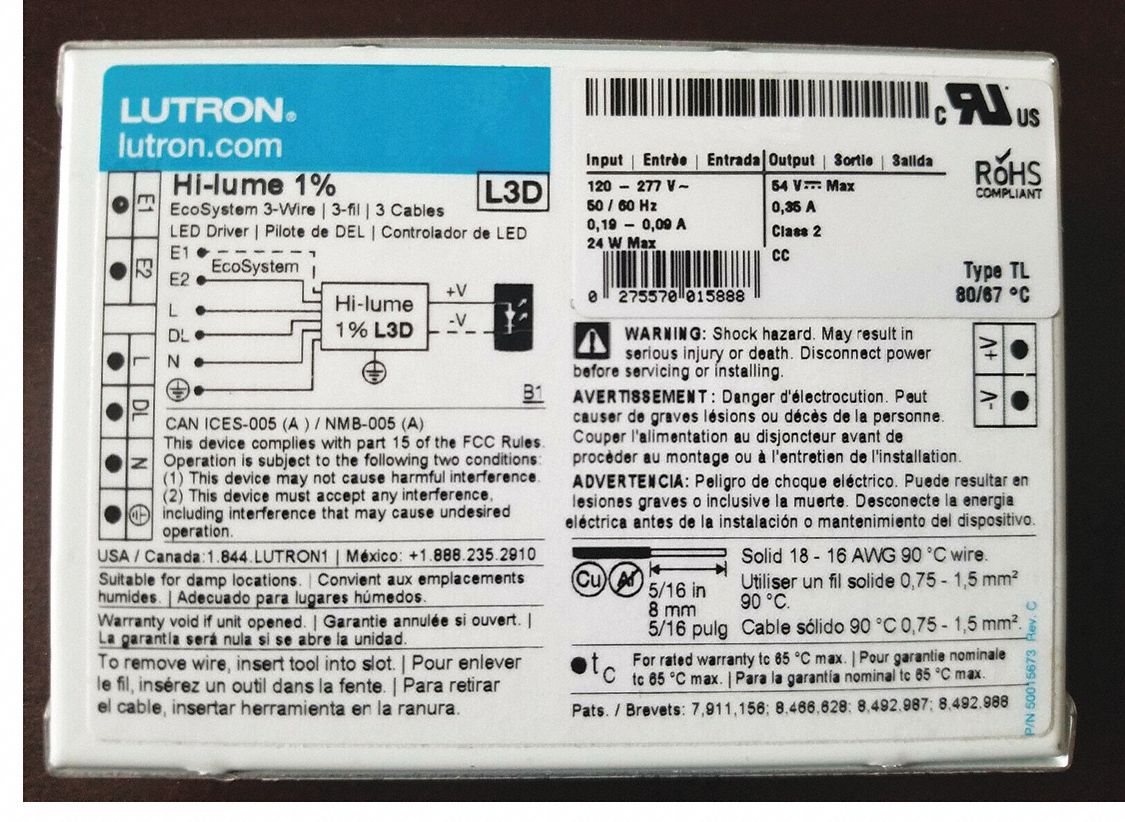 LUTRON®
lutron.com
Hi-lume 1%
L3D
EcoSystem 3-Wire | 3-fil | 3 Cables
LED Driver | Pilote de DEL | Controlador de LED
E1
E2
L
DL
N
E1
E2
EcoSystem
L
DL
N
Hi-lume
1% L3D
+V
-V
B1
CAN ICES-005 (A ) / NMB-005 (A)
This device complies with part 15 of the FCC Rules.
Operation is subject to the following two conditions:
(1) This device may not cause harmful interference.
(2) This device must accept any interference,
including interference that may cause undesired
operation.
USA / Canada:1.844.LUTRON1 | México: +1.888.235.2910
Suitable for damp locations. | Convient aux emplacements
humides. | Adecuado para lugares húmedos.
Warranty void if unit opened. | Garantie annulée si ouvert. |
La garantía será nula si se abre la unidad.
To remove wire, insert tool into slot. | Pour enlever
le fil, insérez un outil dans la fente. | Para retirar
el cable, insertar herramienta en la ranura.
C RU US
Input | Entrèe | Entrada
120 – 277 V ~
50 / 60 Hz
0,19 – 0,09 A
24 W Max
Output | Sortie | Salida
54 V⎓ Max
0,35 A
Class 2
CC
RoHS
COMPLIANT
0 275570 015888
Type TL
80/67 °C
WARNING: Shock hazard. May result in
serious injury or death. Disconnect power
before servicing or installing.
+V
-V
AVERTISSEMENT : Danger d'électrocution. Peut
causer de graves lésions ou décès de la personne.
Couper l'alimentation au disjoncteur avant de
procéder au montage ou à l'entretien de l'installation.
ADVERTENCIA: Peligro de choque eléctrico. Puede resultar en
lesiones graves o inclusive la muerte. Desconecte la energia
eléctrica antes de la instalación o mantenimiento del dispositivo.
Cu Al
5/16 in
8 mm
5/16 pulg
Solid 18 - 16 AWG 90 °C wire.
Utiliser un fil solide 0,75 - 1,5 mm²
90 °C.
Cable sólido 90 °C 0,75 - 1,5 mm².
tc
For rated warranty tc 65 °C max. | Pour garantie nominale
tc 65 °C max. | Para la garantía nominal tc 65 °C max.
Pats. / Brevets: 7,911,156; 8,466,628; 8,492,987; 8,492,988
P/N 50015673 Rev. C